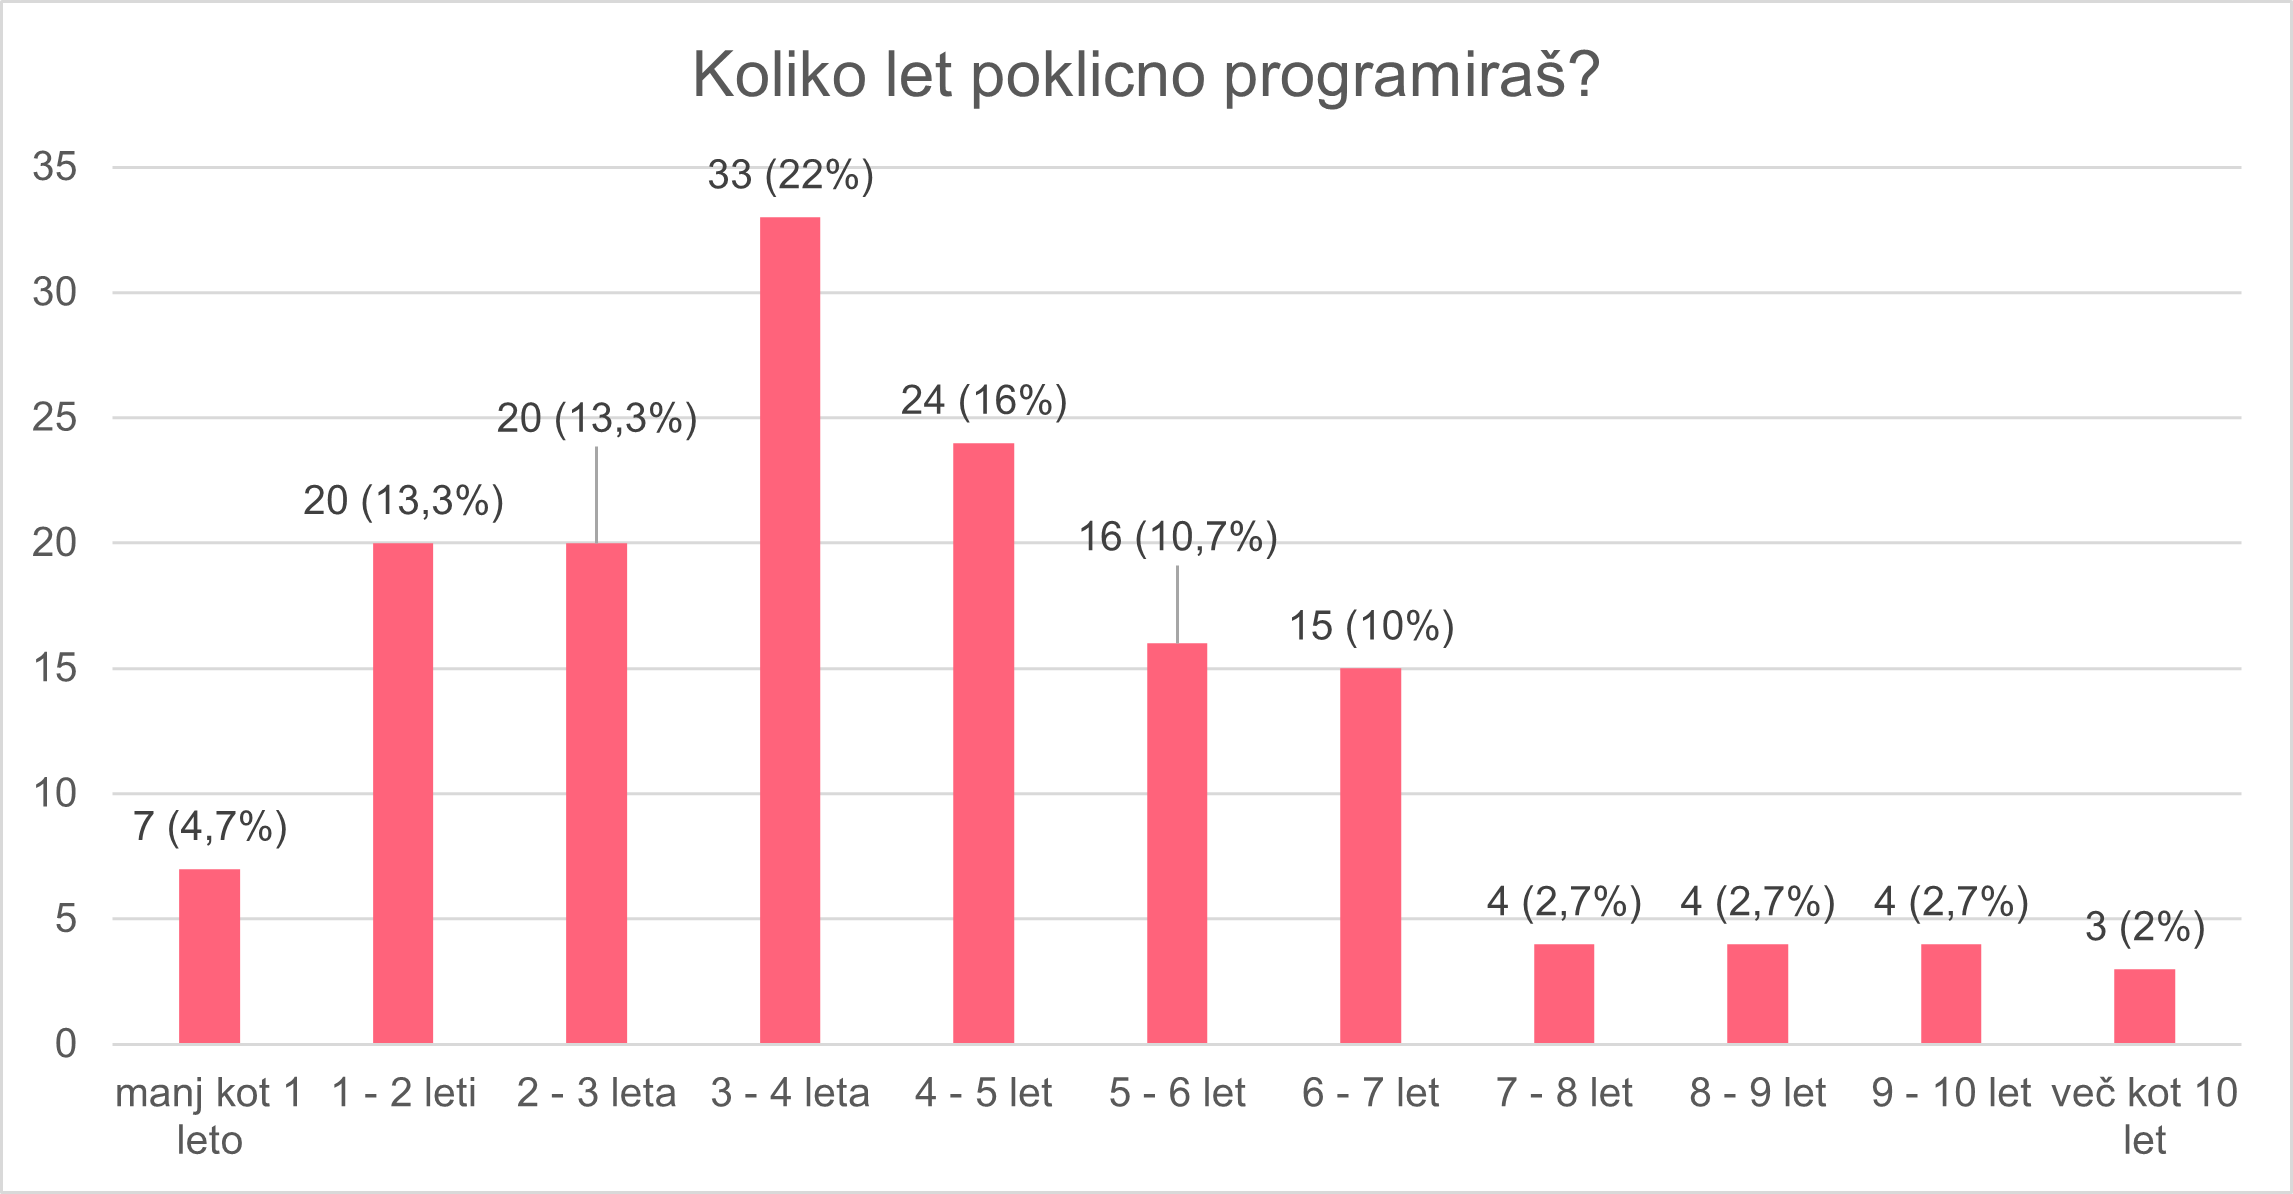 Koliko let poklicno programiraš?
35
30
25
20
15
10
5
0
7 (4,7%)
20 (13,3%)
20 (13,3%)
33 (22%)
24 (16%)
16 (10,7%)
15 (10%)
4 (2,7%)
4 (2,7%)
4 (2,7%)
3 (2%)
manj kot 1
leto
1 - 2 leti
2 - 3 leta
3 - 4 leta
4 - 5 let
5 - 6 let
6 - 7 let
7 - 8 let
8 - 9 let
9 - 10 let
več kot 10
let